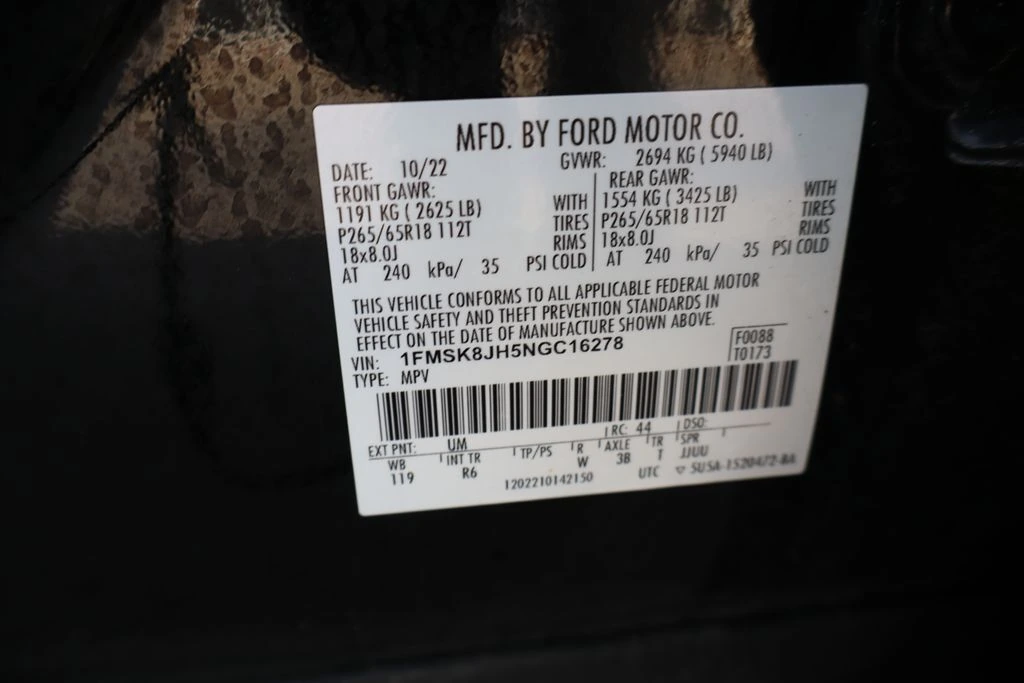 MFD. BY FORD MOTOR CO.
DATE: 10/22 GVWR: 2694 KG ( 5940 LB)
FRONT GAWR: REAR GAWR:
1191 KG ( 2625 LB) WITH 1554 KG ( 3425 LB) WITH
P265/65R18 112T TIRES P265/65R18 112T TIRES
18x8.0J RIMS 18x8.0J RIMS
AT 240 kPa/ 35 PSI COLD AT 240 kPa/ 35 PSI COLD
THIS VEHICLE CONFORMS TO ALL APPLICABLE FEDERAL MOTOR
VEHICLE SAFETY AND THEFT PREVENTION STANDARDS IN
EFFECT ON THE DATE OF MANUFACTURE SHOWN ABOVE.
VIN: 1FMSK8JH5NGC16278 F0088
TYPE: MPV T0173
EXT PNT: UM RC: 44 DSO:
WB INT TR TP/PS R AXLE TR SPR
119 R6 W 3B T JJUU
1202210142150 UTC ▽ 5U5A-1520472-BA